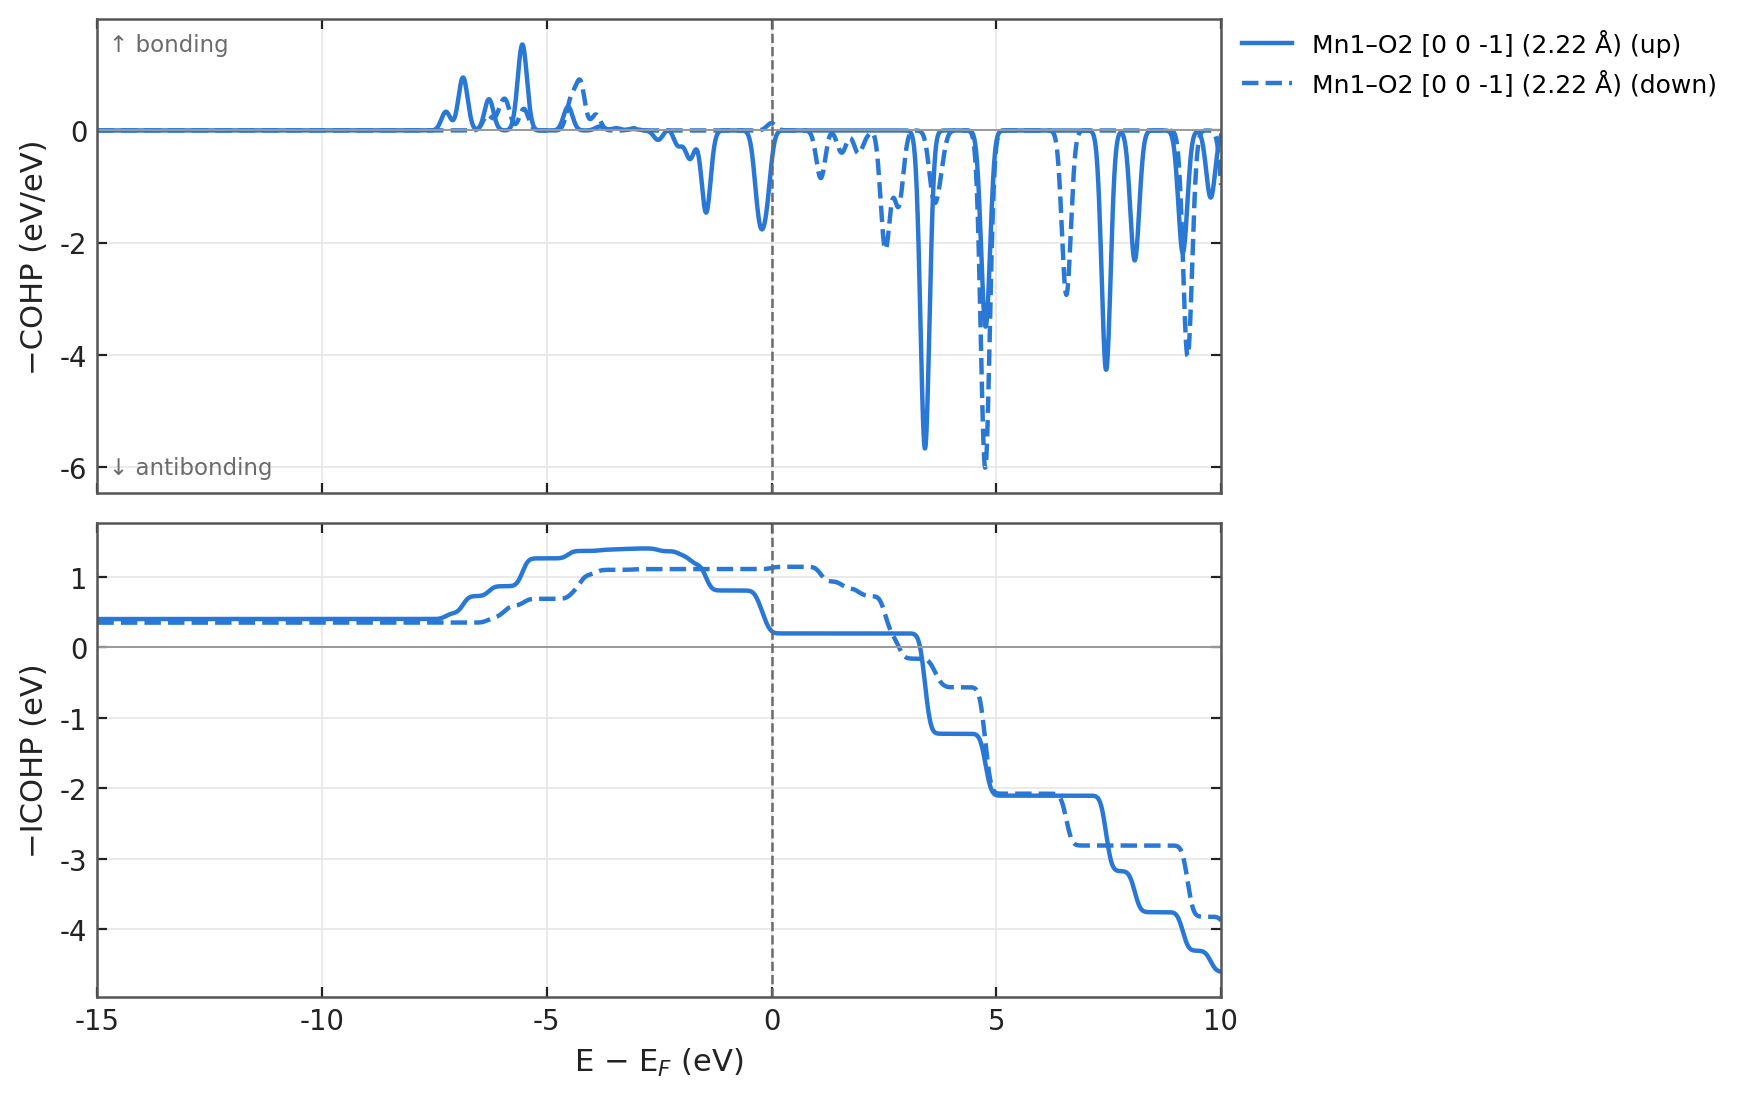 ↑ bonding
↓ antibonding
−COHP (eV/eV)
0
-2
-4
-6
Mn1–O2 [0 0 -1] (2.22 Å) (up)
Mn1–O2 [0 0 -1] (2.22 Å) (down)
−ICOHP (eV)
1
0
-1
-2
-3
-4
-15 -10 -5 0 5 10
E − E_F (eV)